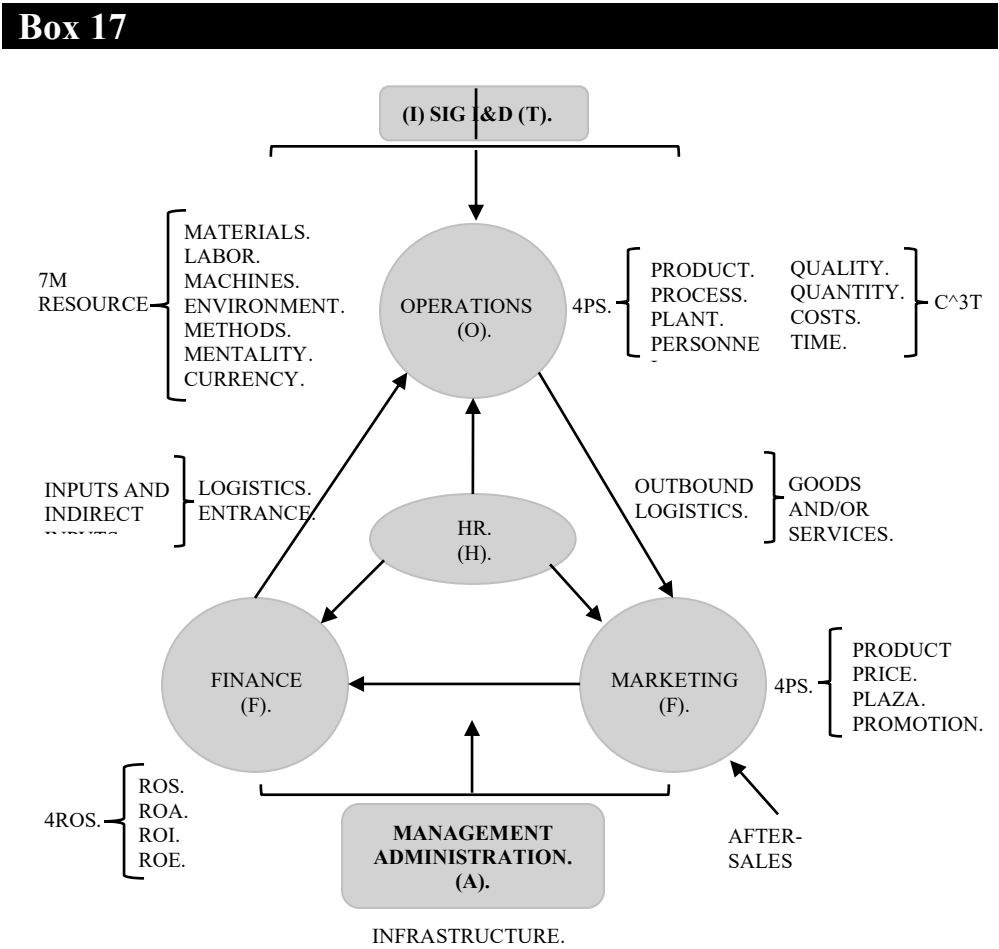 Box 17
(I) SIG I&D (T).
7M
RESOURCE
MATERIALS.
LABOR.
MACHINES.
ENVIRONMENT.
METHODS.
MENTALITY.
CURRENCY.
OPERATIONS
(O).
4PS.
PRODUCT.
PROCESS.
PLANT.
PERSONNE
QUALITY.
QUANTITY.
COSTS.
TIME.
C^3T
INPUTS AND
INDIRECT
LOGISTICS.
ENTRANCE.
HR.
(H).
OUTBOUND
LOGISTICS.
GOODS
AND/OR
SERVICES.
FINANCE
(F).
MARKETING
(F).
4PS.
PRODUCT
PRICE.
PLAZA.
PROMOTION.
4ROS.
ROS.
ROA.
ROI.
ROE.
MANAGEMENT
ADMINISTRATION.
(A).
AFTER-
SALES
INFRASTRUCTURE.